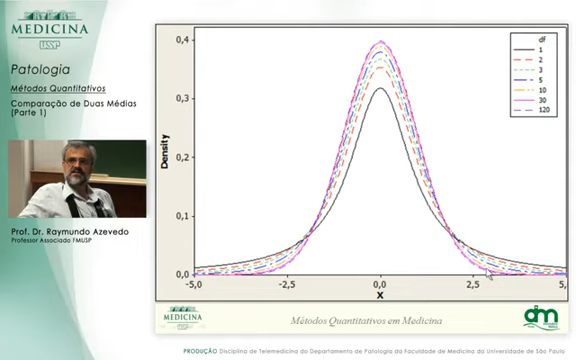 MEDICINA
USP
Patologia
Métodos Quantitativos
Comparação de Duas Médias
(Parte 1)
Prof. Dr. Raymundo Azevedo
Professor Associado FMUSP
0,4
0,3
0,2
0,1
0,0
Density
-5,0
-2,5
0,0
2,5
5,
X
df
1
2
3
5
10
30
120
MEDICINA
Métodos Quantitativos em Medicina
dim
PRODUÇÃO Disciplina de Telemedicina do Departamento de Patologia da Faculdade de Medicina da Universidade de São Paulo